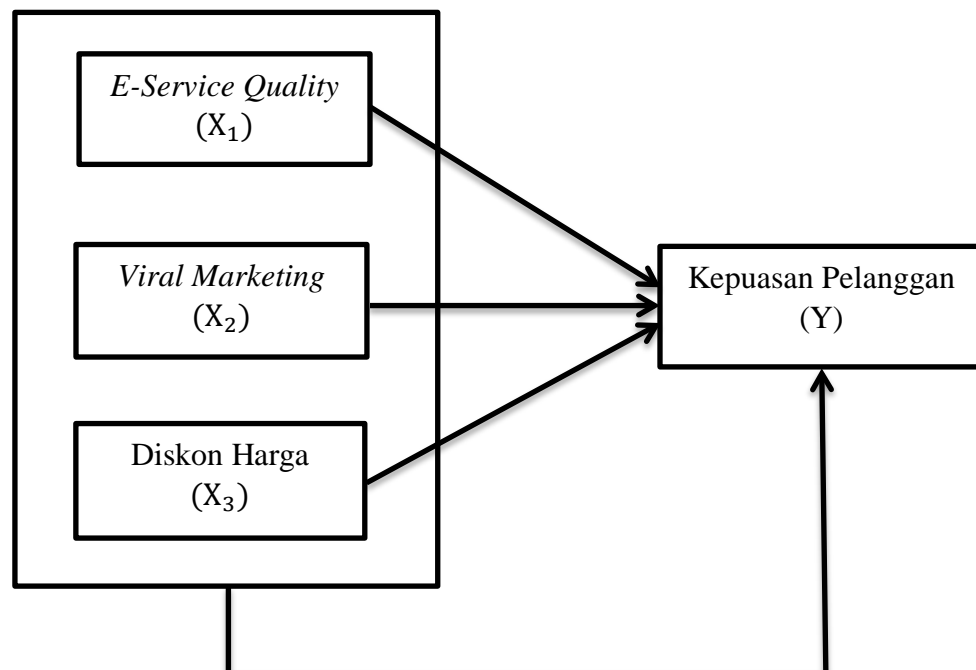 E-Service Quality
(X₁)
Viral Marketing
(X₂)
Diskon Harga
(X₃)
Kepuasan Pelanggan
(Y)